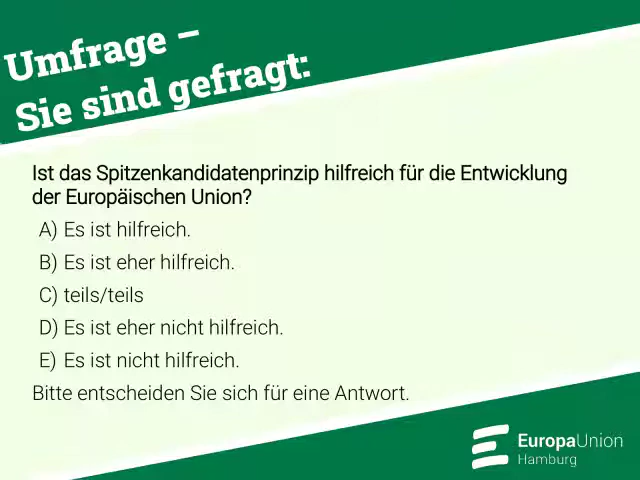 Umfrage –
Sie sind gefragt:
Ist das Spitzenkandidatenprinzip hilfreich für die Entwicklung
der Europäischen Union?
A) Es ist hilfreich.
B) Es ist eher hilfreich.
C) teils/teils
D) Es ist eher nicht hilfreich.
E) Es ist nicht hilfreich.
Bitte entscheiden Sie sich für eine Antwort.
EuropaUnion
Hamburg